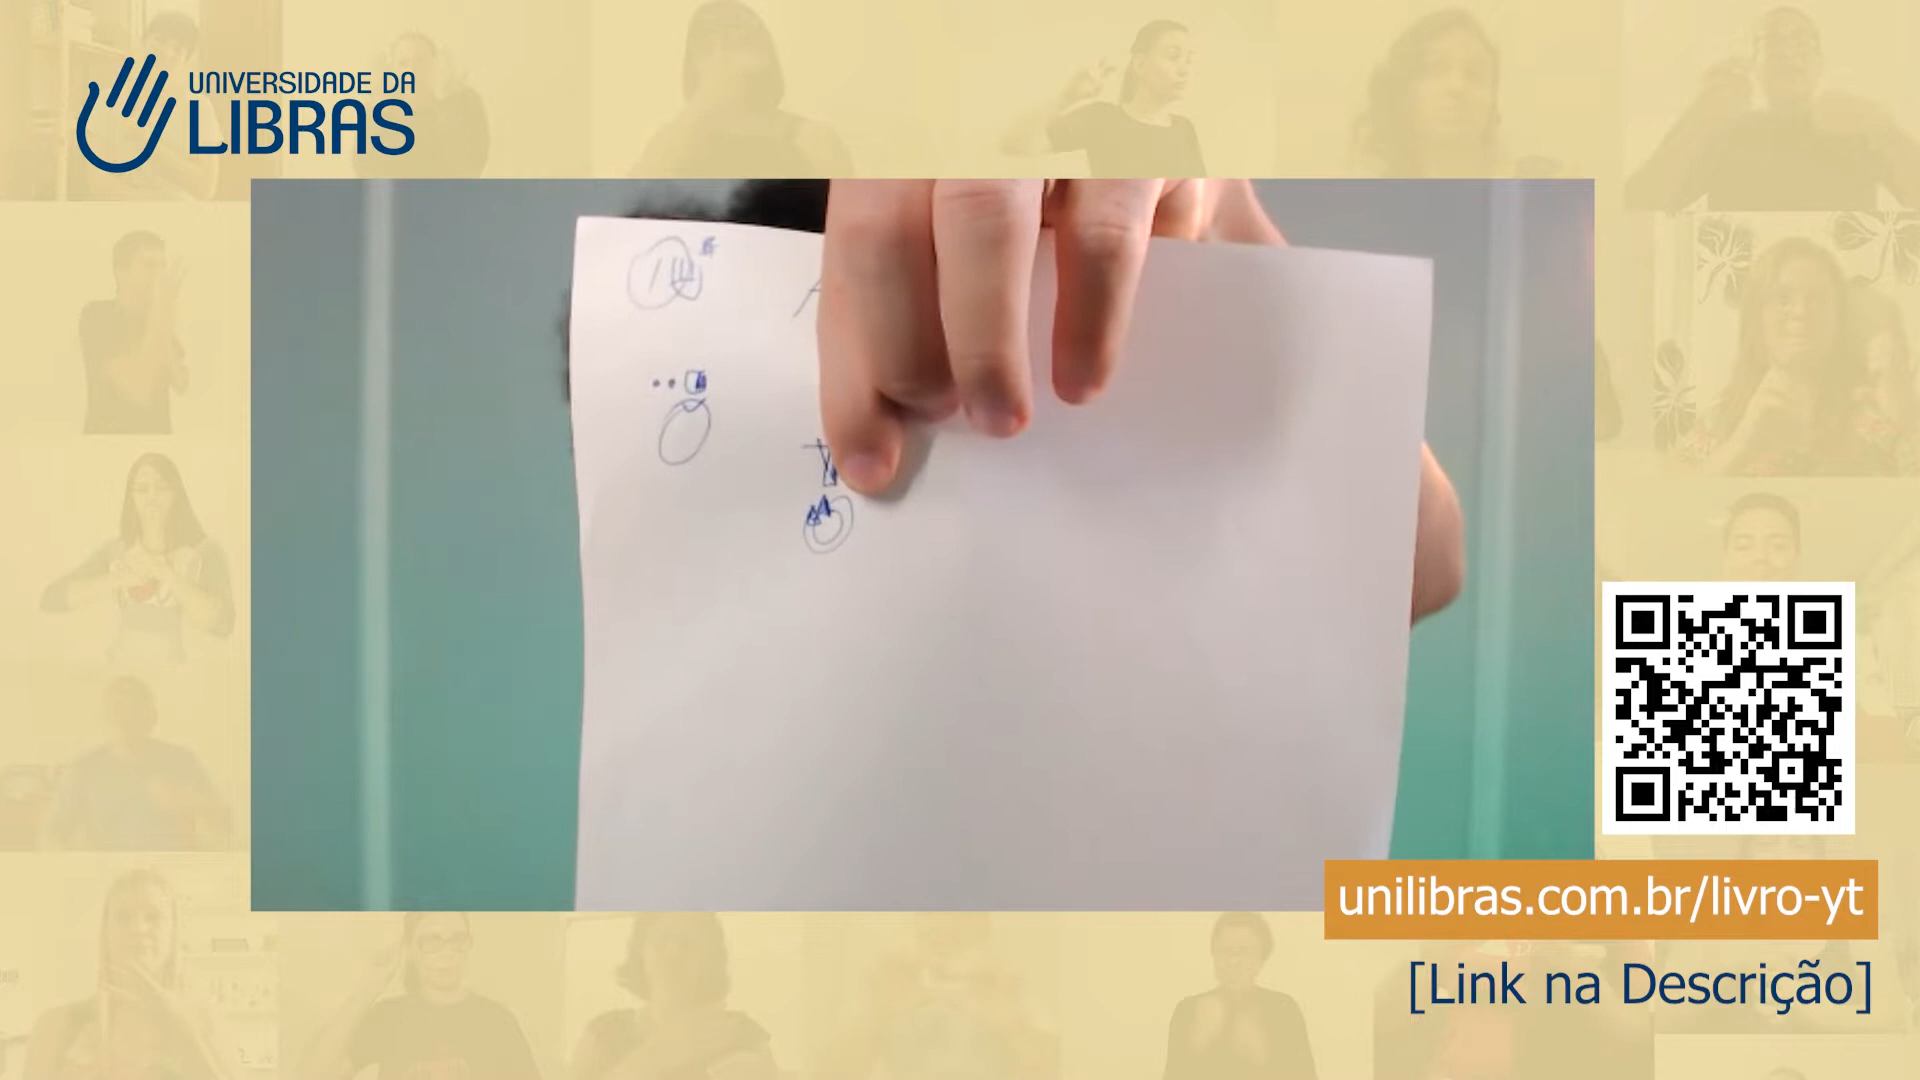 UNIVERSIDADE DA
LIBRAS
unilibras.com.br/livro-yt
[Link na Descrição]